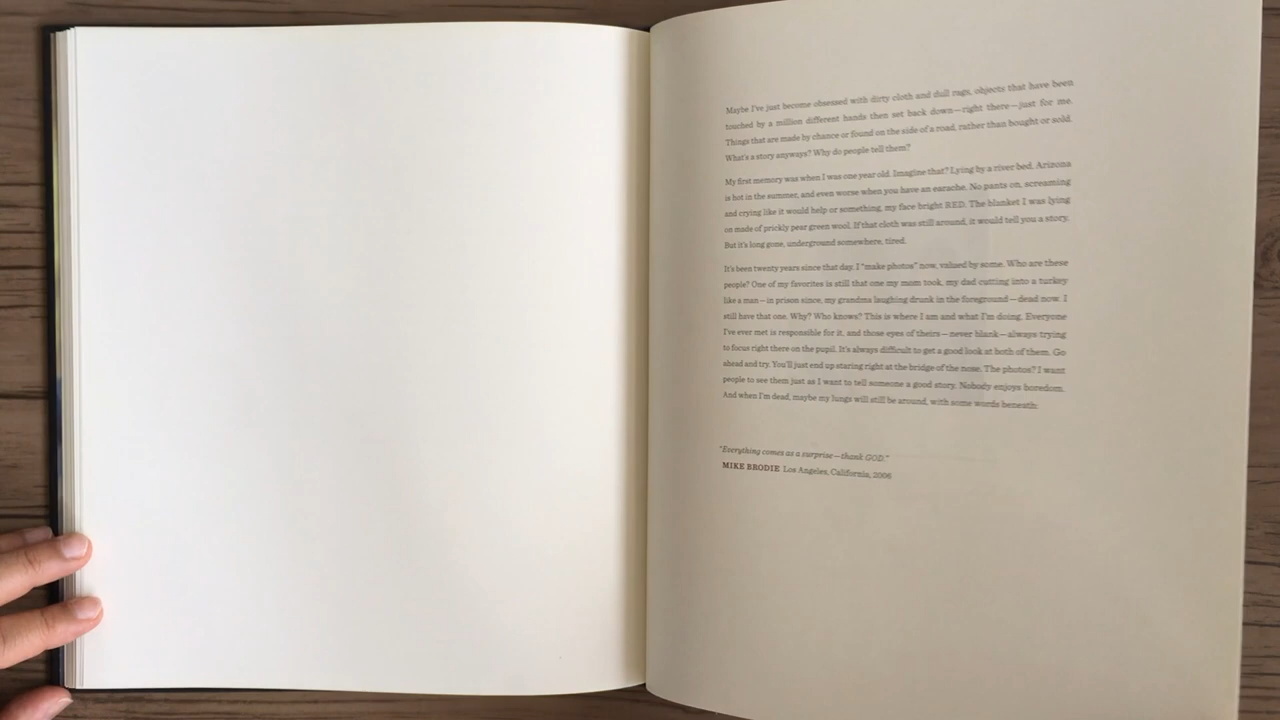 Maybe I've just become obsessed with dirty cloth and dull rags, objects that have been
touched by a million different hands then set back down—right there—just for me.
Things that are made by chance or found on the side of a road, rather than bought or sold.
What's a story anyways? Why do people tell them?
My first memory was when I was one year old. Imagine that? Lying by a river bed, Arizona
is hot in the summer, and even worse when you have an earache. No pants on, screaming
and crying like it would help or something, my face bright RED. The blanket I was lying
on made of prickly pear green wool. If that cloth was still around, it would tell you a story.
But it's long gone, underground somewhere, tired.
It's been twenty years since that day. I "make photos" now, valued by some. Who are these
people? One of my favorites is still that one my mom took, my dad cutting into a turkey
like a man—in prison since, my grandma laughing drunk in the foreground—dead now. I
still have that one. Why? Who knows? This is where I am and what I'm doing. Everyone
I've ever met is responsible for it, and those eyes of theirs—never blank—always trying
to focus right there on the pupil. It's always difficult to get a good look at both of them. Go
ahead and try. You'll just end up staring right at the bridge of the nose. The photos? I want
people to see them just as I want to tell someone a good story. Nobody enjoys boredom.
And when I'm dead, maybe my lungs will still be around, with some words beneath:
"Everything comes as a surprise—thank GOD."
MIKE BRODIE Los Angeles, California, 2006